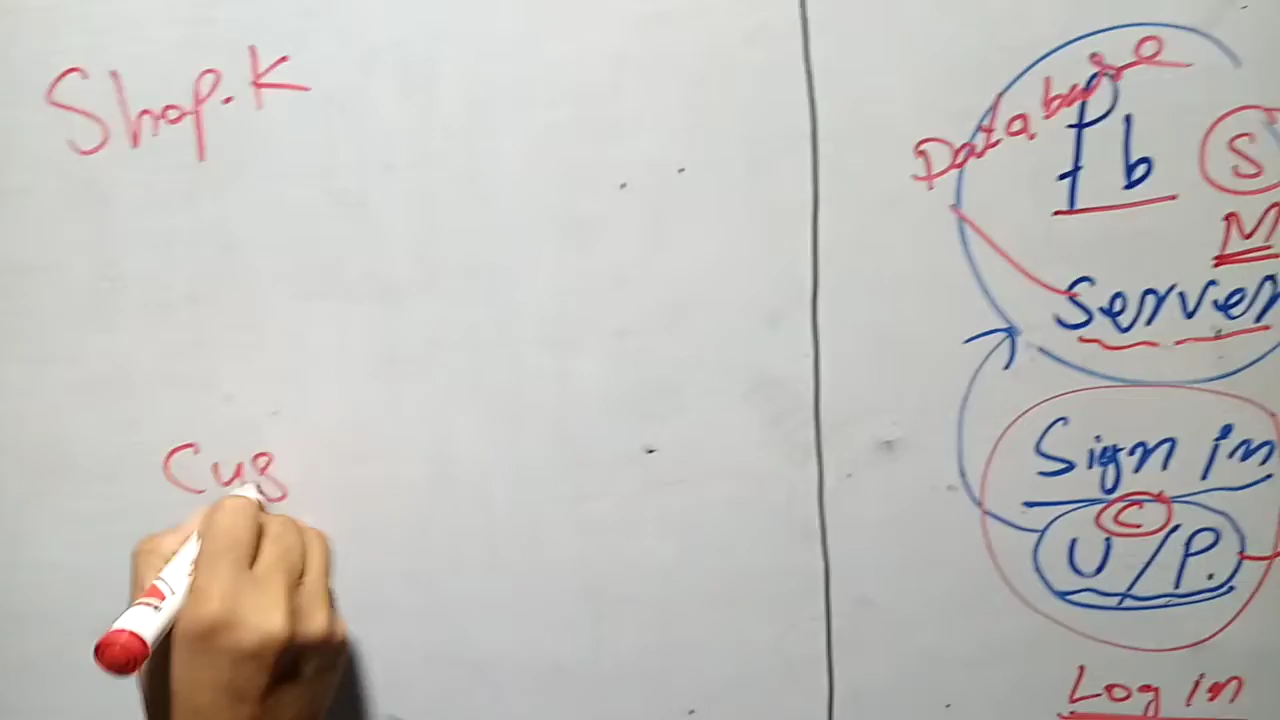 Shop.K
Cus
Database
fb
S
M
Server
Sign in
C
U/P.
Log in